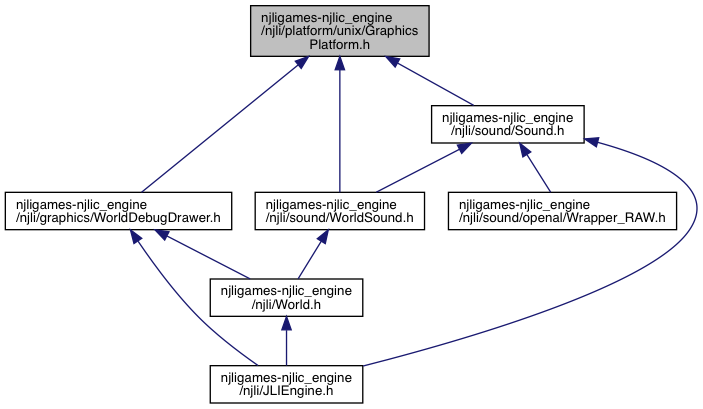 njligames-njlic_engine
/njli/platform/unix/Graphics
Platform.h
njligames-njlic_engine
/njli/sound/Sound.h
njligames-njlic_engine
/njli/graphics/WorldDebugDrawer.h
njligames-njlic_engine
/njli/sound/WorldSound.h
njligames-njlic_engine
/njli/sound/openal/Wrapper_RAW.h
njligames-njlic_engine
/njli/World.h
njligames-njlic_engine
/njli/JLIEngine.h